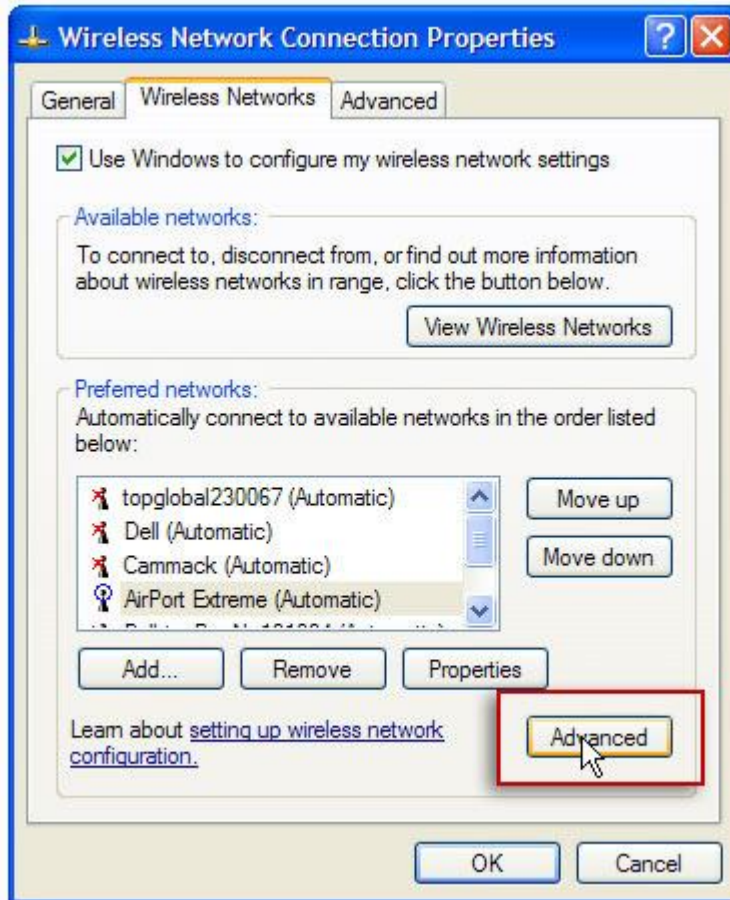 Wireless Network Connection Properties
General
Wireless Networks
Advanced
Use Windows to configure my wireless network settings
Available networks:
To connect to, disconnect from, or find out more information
about wireless networks in range, click the button below.
View Wireless Networks
Preferred networks:
Automatically connect to available networks in the order listed
below:
topglobal230067 (Automatic)
Dell (Automatic)
Cammack (Automatic)
AirPort Extreme (Automatic)
Move up
Move down
Add...
Remove
Properties
Learn about setting up wireless network
configuration.
Advanced
OK
Cancel